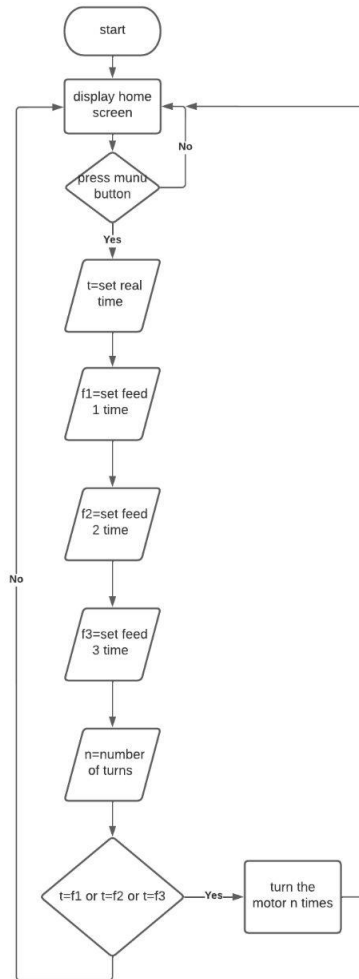 start
display home
screen
No
press munu
button
Yes
t=set real
time
f1=set feed
1 time
f2=set feed
2 time
No
f3=set feed
3 time
n=number
of turns
t=f1 or t=f2 or t=f3
Yes
turn the
motor n times